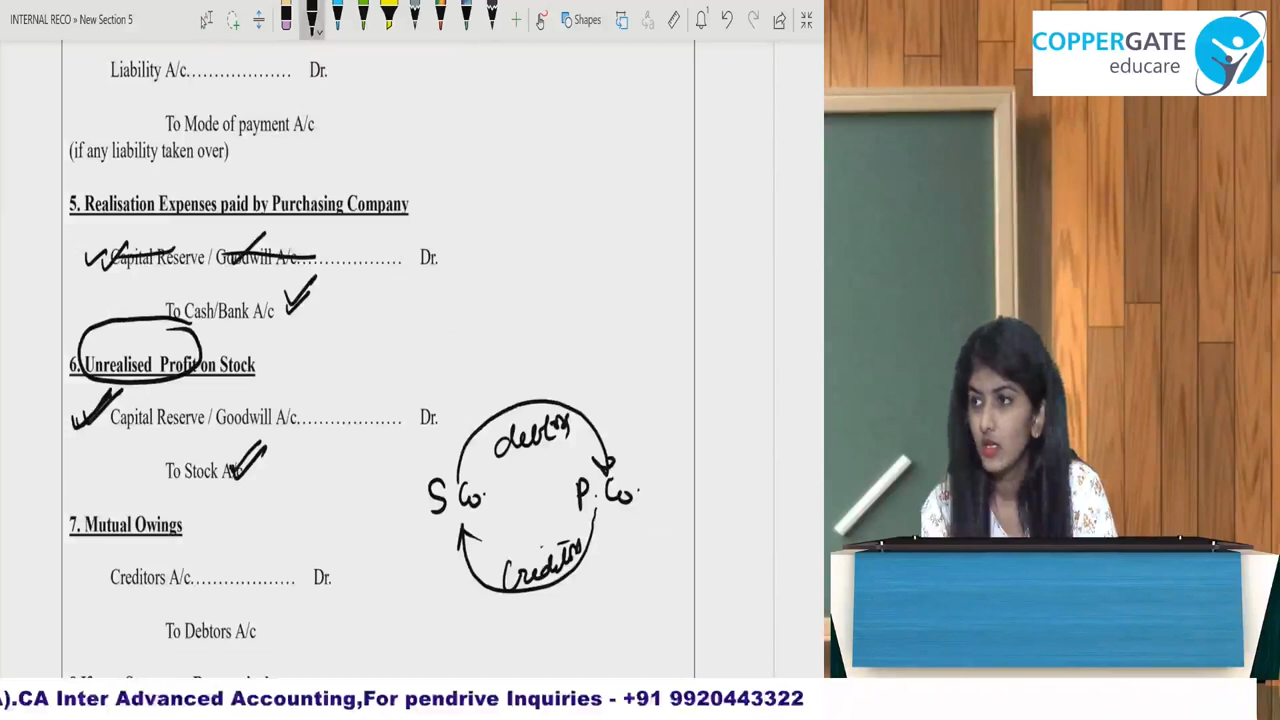 INTERNAL RECO » New Section 5
Shapes
COPPERGATE
educare
Liability A/c................... Dr.
To Mode of payment A/c
(if any liability taken over)
5. Realisation Expenses paid by Purchasing Company
Capital Reserve / Goodwill A/c.................... Dr.
To Cash/Bank A/c
6. Unrealised Profit on Stock
Capital Reserve / Goodwill A/c.................... Dr.
To Stock A/c
debtors
S Co. P. Co.
Creditors
7. Mutual Owings
Creditors A/c................... Dr.
To Debtors A/c
.CA Inter Advanced Accounting,For pendrive Inquiries - +91 9920443322